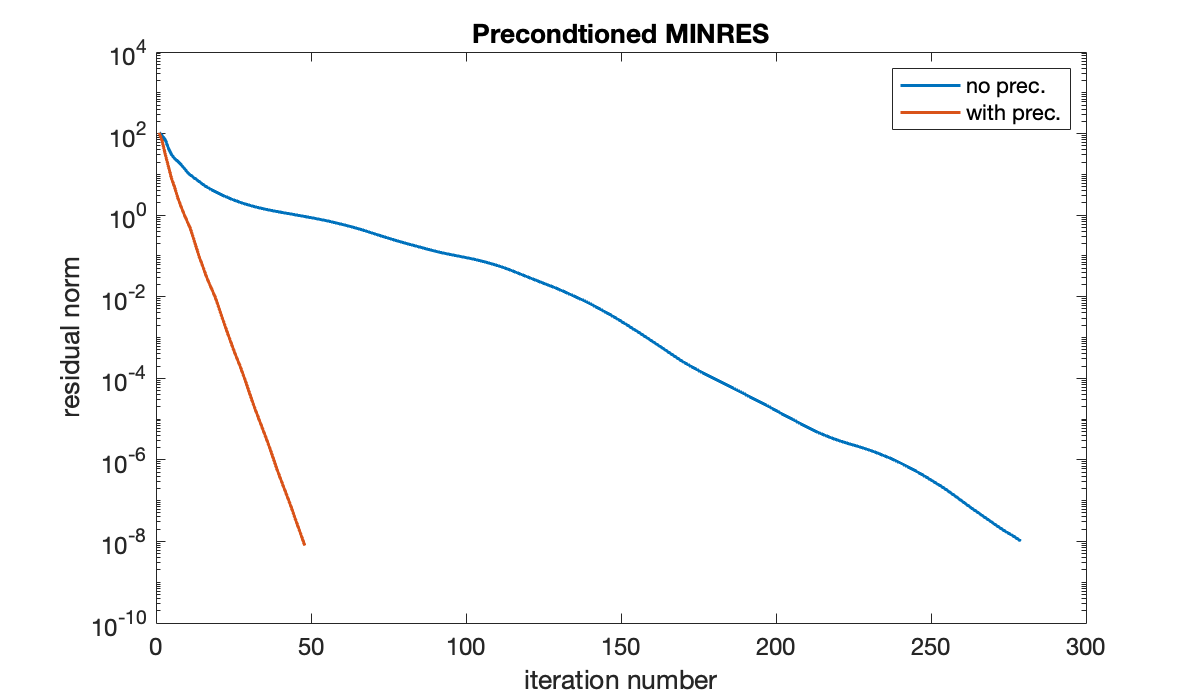 Precondtioned MINRES
no prec.
with prec.
residual norm
10^4
10^2
10^0
10^-2
10^-4
10^-6
10^-8
10^-10
0 50 100 150 200 250 300
iteration number